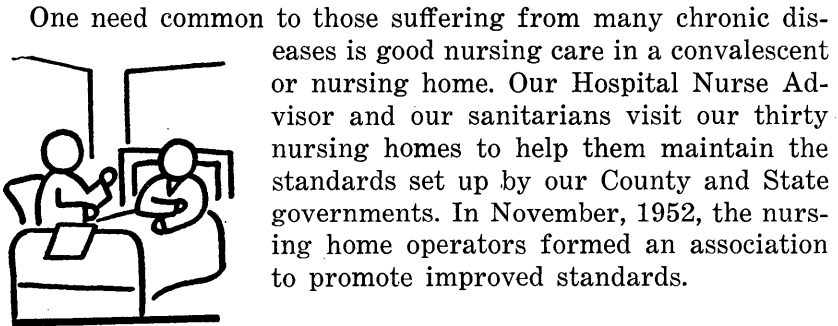 One need common to those suffering from many chronic dis-
eases is good nursing care in a convalescent
or nursing home. Our Hospital Nurse Ad-
visor and our sanitarians visit our thirty
nursing homes to help them maintain the
standards set up by our County and State
governments. In November, 1952, the nurs-
ing home operators formed an association
to promote improved standards.